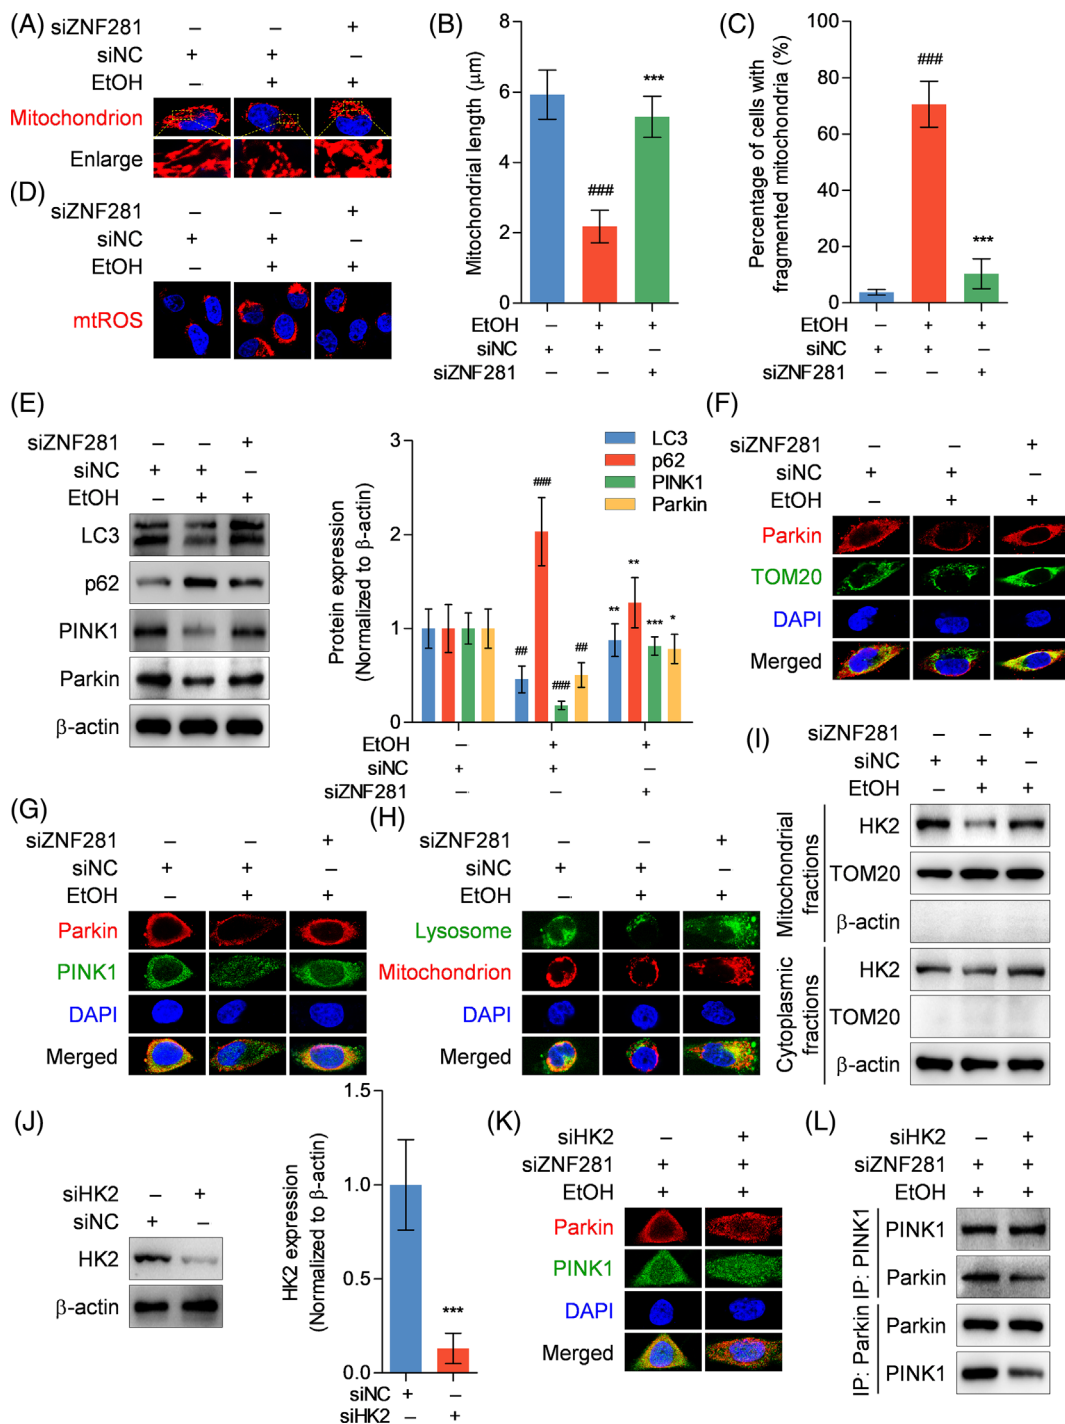 (A)
siZNF281 – – +
siNC + + –
EtOH – + +
Mitochondrion
Enlarge
(B)
Mitochondrial length (μm)
8
6
4
2
0
###
***
EtOH – + +
siNC + + –
siZNF281 – – +
(C)
Percentage of cells with
fragmented mitochondria (%)
100
80
60
40
20
0
###
***
EtOH – + +
siNC + + –
siZNF281 – – +
(D)
siZNF281 – – +
siNC + + –
EtOH – + +
mtROS
(E)
siZNF281 – – +
siNC + + –
EtOH – + +
LC3
p62
PINK1
Parkin
β-actin
Protein expression
(Normalized to β-actin)
3
2
1
0
LC3
p62
PINK1
Parkin
## ### ### ##
** ** *** *
EtOH – + +
siNC + + –
siZNF281 – – +
(F)
siZNF281 – – +
siNC + + –
EtOH – + +
Parkin
TOM20
DAPI
Merged
(G)
siZNF281 – – +
siNC + + –
EtOH – + +
Parkin
PINK1
DAPI
Merged
(H)
siZNF281 – – +
siNC + + –
EtOH – + +
Lysosome
Mitochondrion
DAPI
Merged
(I)
siZNF281 – – +
siNC + + –
EtOH – + +
Mitochondrial
fractions
HK2
TOM20
β-actin
Cytoplasmic
fractions
HK2
TOM20
β-actin
(J)
siHK2 – +
siNC + –
HK2
β-actin
HK2 expression
(Normalized to β-actin)
1.5
1.0
0.5
0.0
***
siNC + –
siHK2 – +
(K)
siHK2 – +
siZNF281 + +
EtOH + +
Parkin
PINK1
DAPI
Merged
(L)
siHK2 – +
siZNF281 + +
EtOH + +
IP: PINK1
PINK1
Parkin
IP: Parkin
Parkin
PINK1